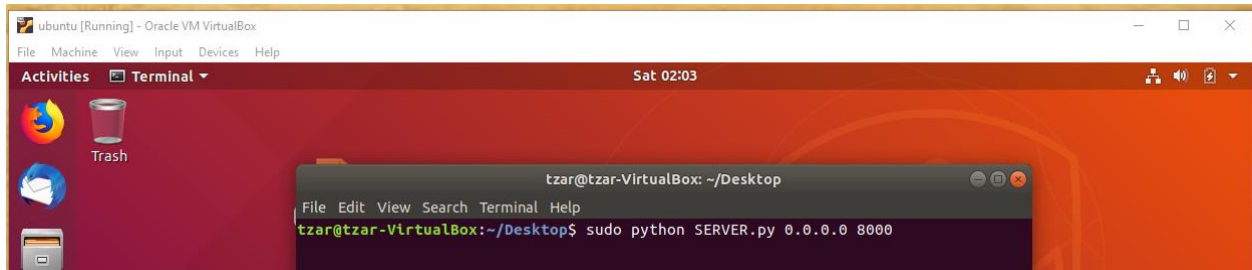 ubuntu [Running] - Oracle VM VirtualBox
File Machine View Input Devices Help
Activities Terminal Sat 02:03
Trash
tzar@tzar-VirtualBox: ~/Desktop
File Edit View Search Terminal Help
tzar@tzar-VirtualBox:~/Desktop$ sudo python SERVER.py 0.0.0.0 8000